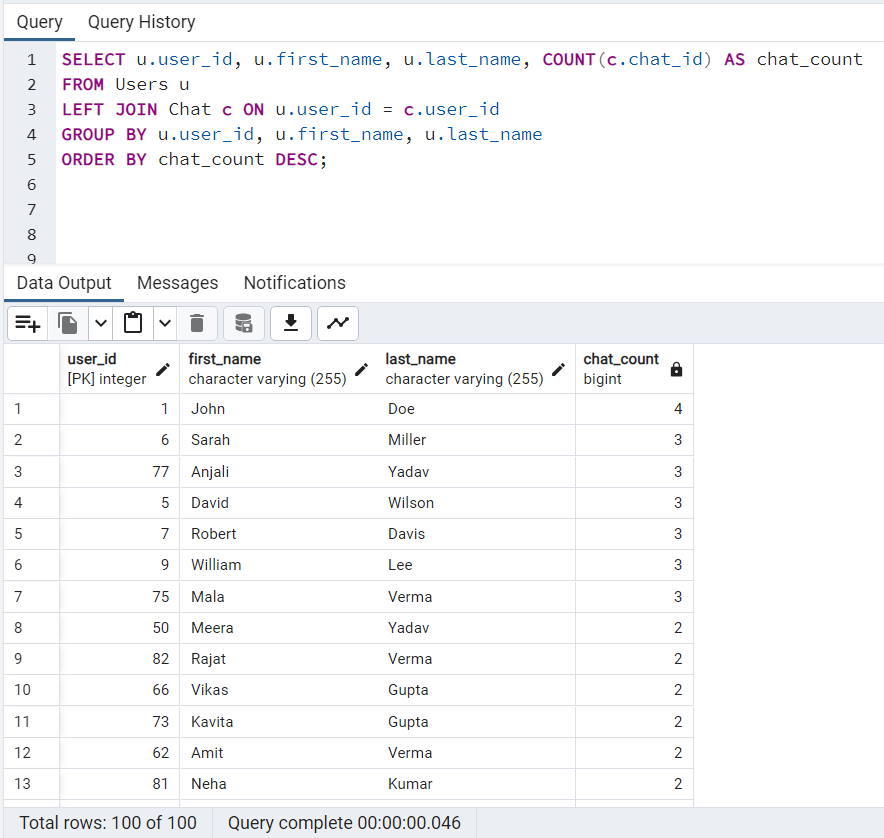 Query Query History
1 SELECT u.user_id, u.first_name, u.last_name, COUNT(c.chat_id) AS chat_count
2 FROM Users u
3 LEFT JOIN Chat c ON u.user_id = c.user_id
4 GROUP BY u.user_id, u.first_name, u.last_name
5 ORDER BY chat_count DESC;
6
7
8
9
Data Output Messages Notifications
user_id first_name last_name chat_count
[PK] integer character varying (255) character varying (255) bigint
1 1 John Doe 4
2 6 Sarah Miller 3
3 77 Anjali Yadav 3
4 5 David Wilson 3
5 7 Robert Davis 3
6 9 William Lee 3
7 75 Mala Verma 3
8 50 Meera Yadav 2
9 82 Rajat Verma 2
10 66 Vikas Gupta 2
11 73 Kavita Gupta 2
12 62 Amit Verma 2
13 81 Neha Kumar 2
Total rows: 100 of 100 Query complete 00:00:00.046